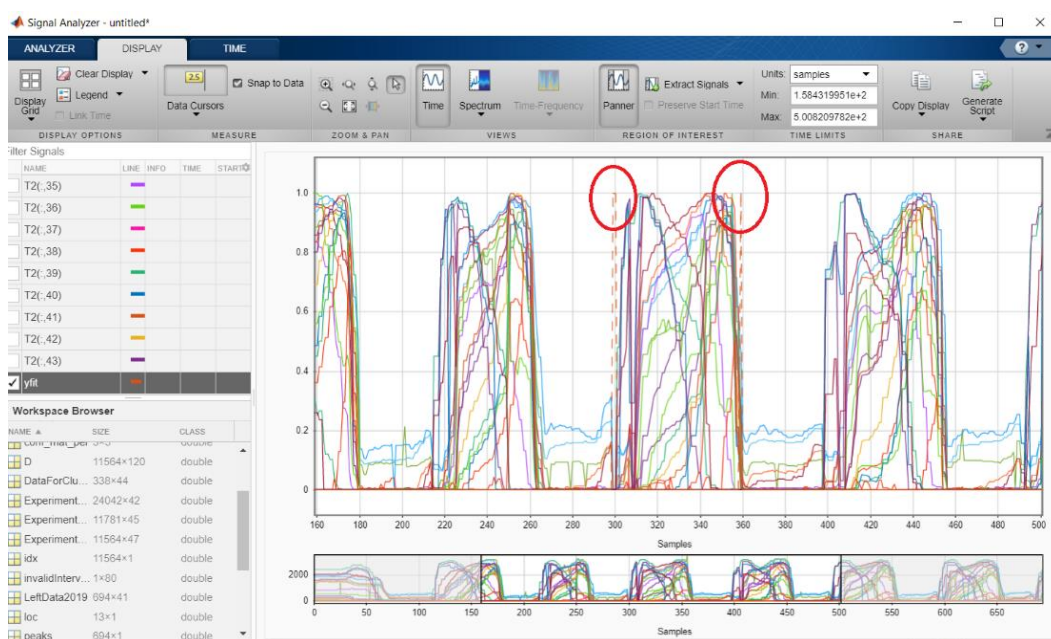 Signal Analyzer - untitled*
ANALYZER DISPLAY TIME
Display Grid
Clear Display
Legend
Link Time
DISPLAY OPTIONS
2.5
Data Cursors
Snap to Data
MEASURE
ZOOM & PAN
Time
Spectrum
Time-Frequency
VIEWS
Panner
Extract Signals
Preserve Start Time
REGION OF INTEREST
Units: samples
Min: 1.584319951e+2
Max: 5.008209782e+2
TIME LIMITS
Copy Display
Generate Script
SHARE
Filter Signals
NAME LINE INFO TIME START
T2(:,35)
T2(:,36)
T2(:,37)
T2(:,38)
T2(:,39)
T2(:,40)
T2(:,41)
T2(:,42)
T2(:,43)
yfit
Workspace Browser
NAME SIZE CLASS
conf_mat_per 3×3 double
D 11564×120 double
DataForClu... 338×44 double
Experiment... 24042×42 double
Experiment... 11781×45 double
Experiment... 11564×47 double
idx 11564×1 double
invalidInterv... 1×80 double
LeftData2019 694×41 double
loc 13×1 double
peaks 694×1 double
1.0
0.8
0.6
0.4
0.2
0
160 180 200 220 240 260 280 300 320 340 360 380 400 420 440 460 480 500
Samples
2000
0
0 50 100 150 200 250 300 350 400 450 500 550 600 650
Samples